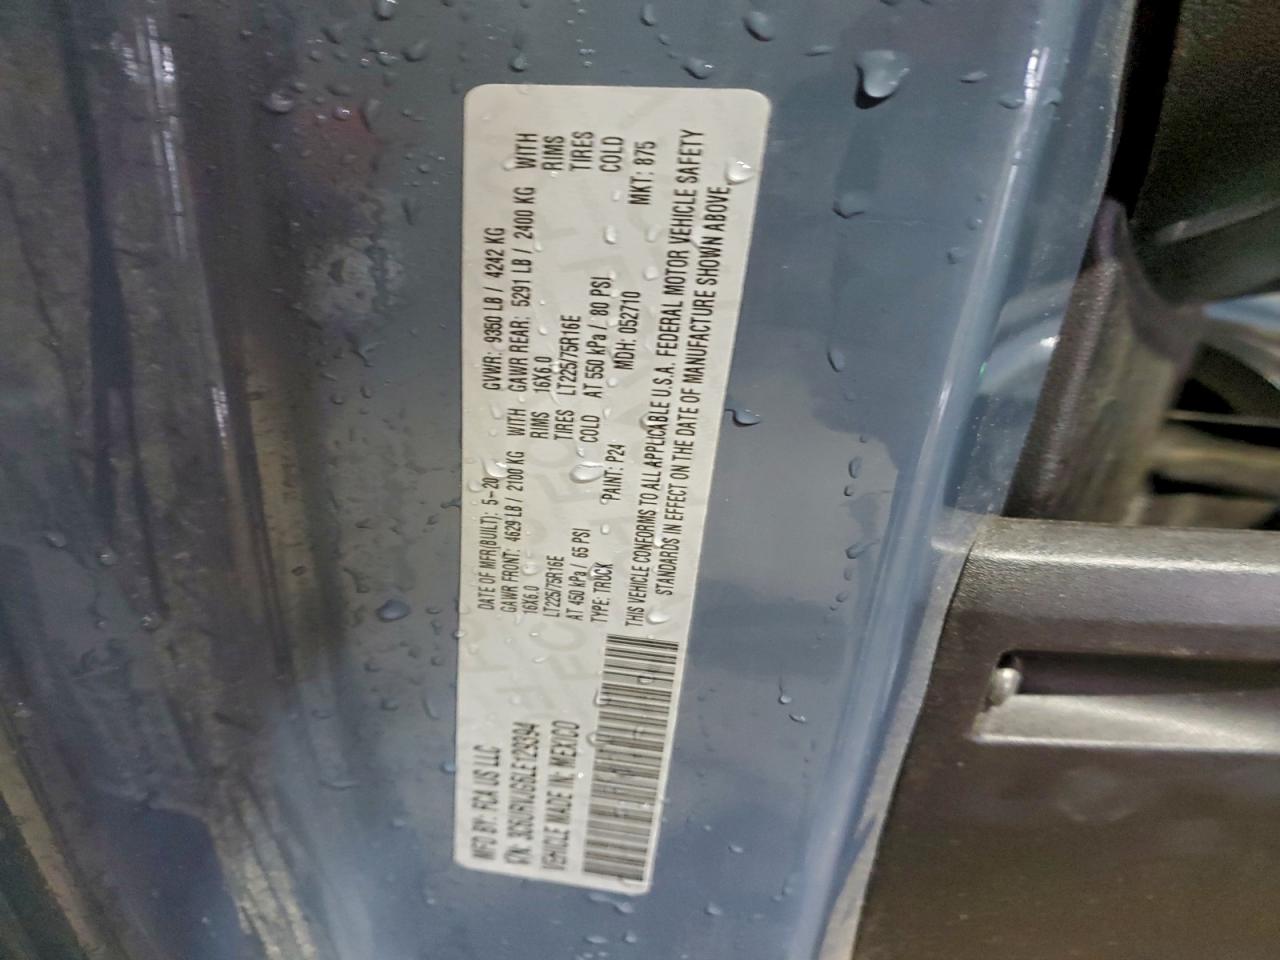 MFD BY: FCA US LLC
DATE OF MFR(BUILT): 5-20
GVWR: 9350 LB / 4242 KG
GAWR FRONT: 4629 LB / 2100 KG WITH
GAWR REAR: 5291 LB / 2400 KG WITH
16X6.0 RIMS
16X6.0 RIMS
LT225/75R16E TIRES
LT225/75R16E TIRES
AT 450 kPa / 65 PSI COLD
AT 550 kPa / 80 PSI COLD
VEHICLE MADE IN: MEXICO
TYPE: TRUCK PAINT: P24 MDH: 052710 MKT: 875
THIS VEHICLE CONFORMS TO ALL APPLICABLE U.S.A. FEDERAL MOTOR VEHICLE SAFETY
STANDARDS IN EFFECT ON THE DATE OF MANUFACTURE SHOWN ABOVE